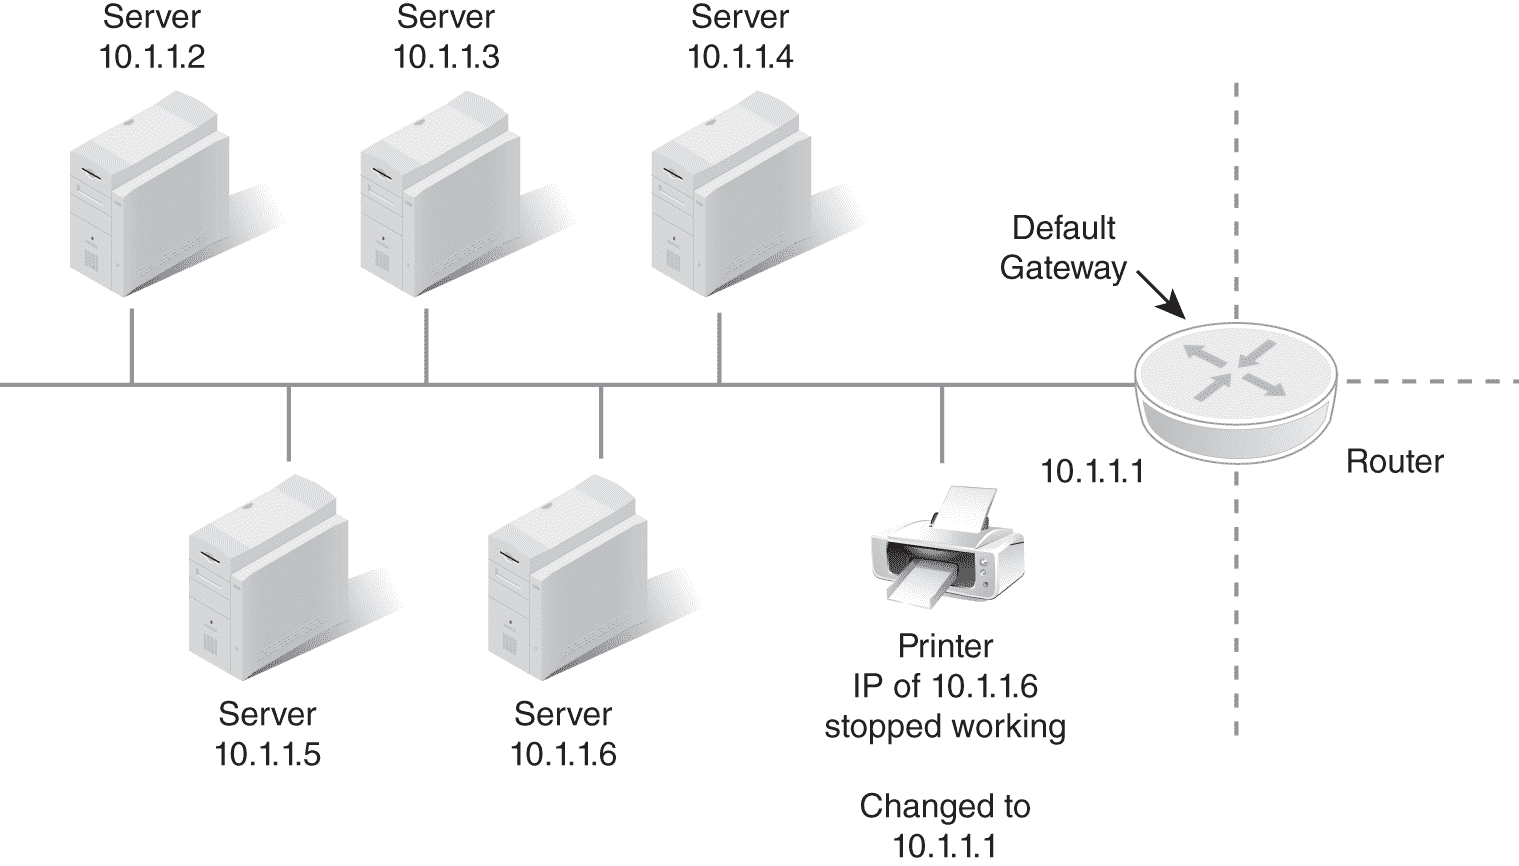 Server
10.1.1.2
Server
10.1.1.3
Server
10.1.1.4
Default
Gateway
10.1.1.1
Router
Server
10.1.1.5
Server
10.1.1.6
Printer
IP of 10.1.1.6
stopped working
Changed to
10.1.1.1